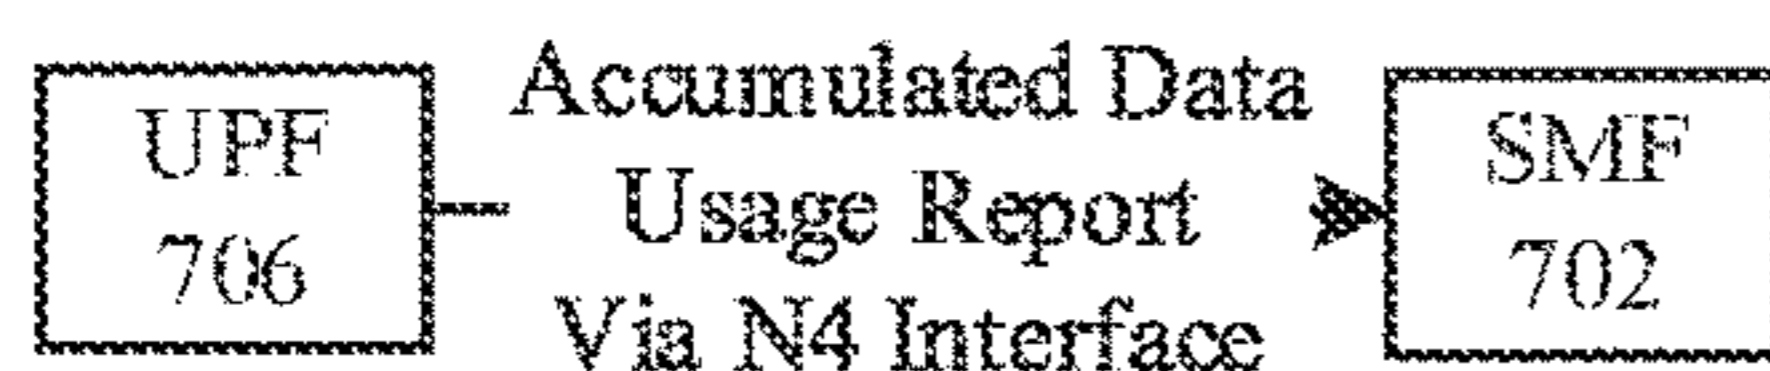 UPF
706
Accumulated Data
Usage Report
Via N4 Interface
SMF
702